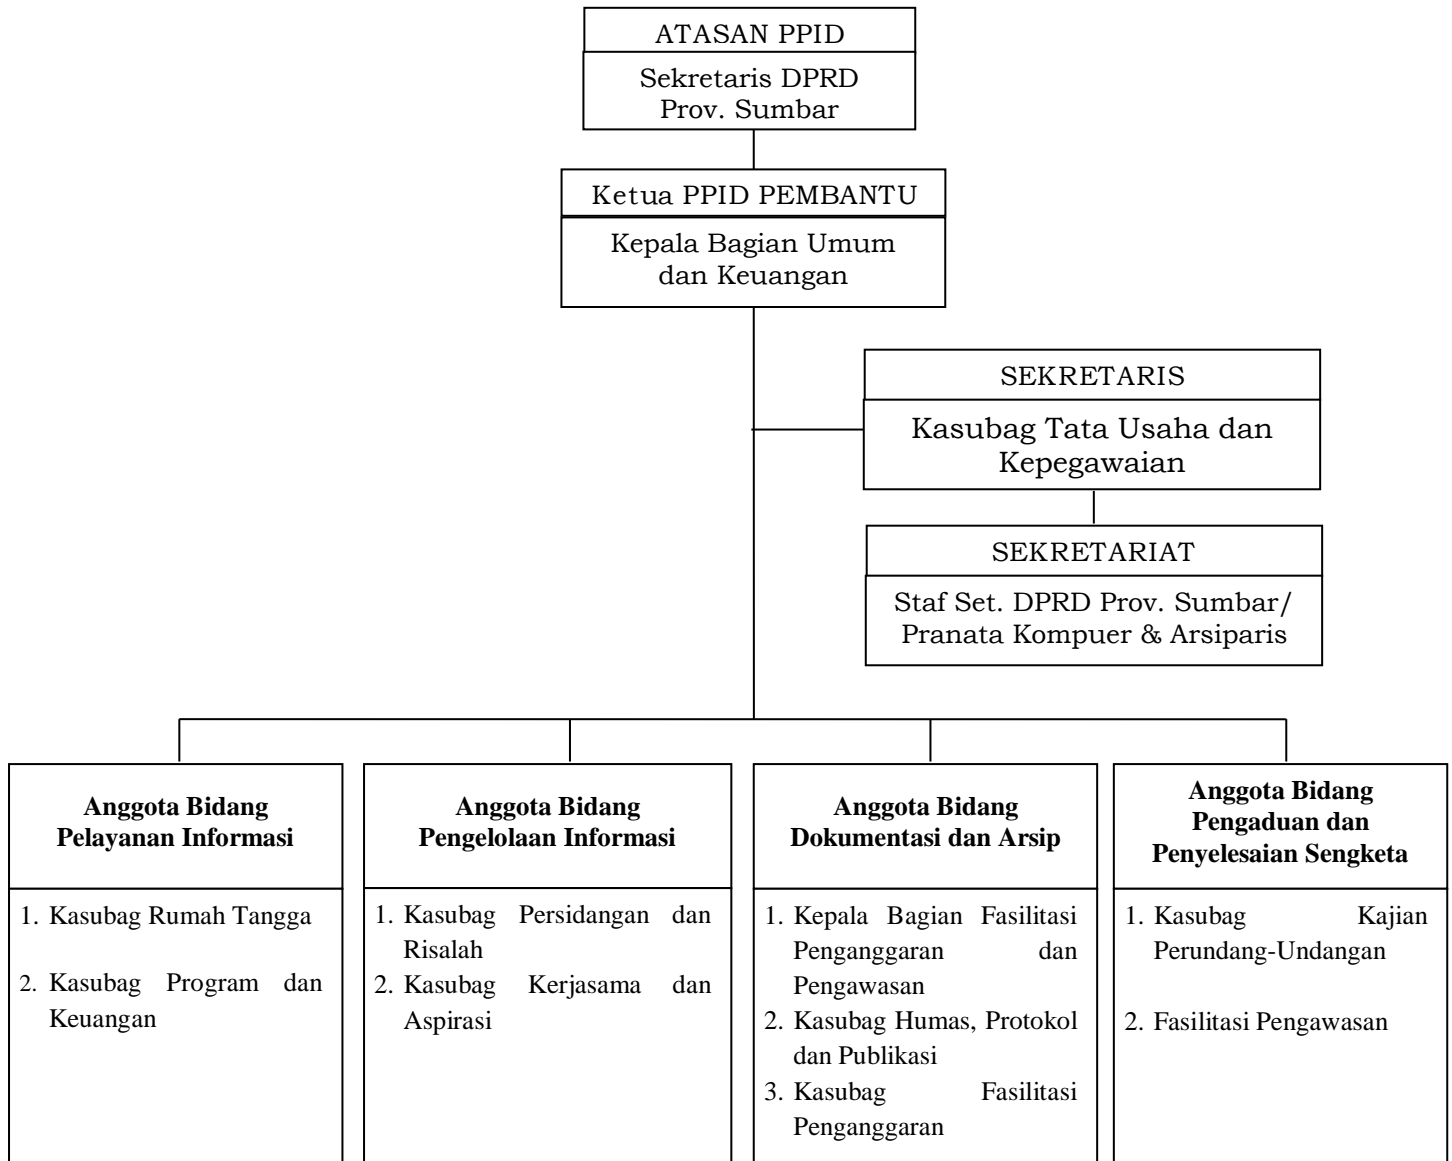 ATASAN PPID
Sekretaris DPRD
Prov. Sumbar
Ketua PPID PEMBANTU
Kepala Bagian Umum
dan Keuangan
SEKRETARIS
Kasubag Tata Usaha dan
Kepegawaian
SEKRETARIAT
Staf Set. DPRD Prov. Sumbar/
Pranata Kompuer & Arsiparis
Anggota Bidang
Pelayanan Informasi
1. Kasubag Rumah Tangga
2. Kasubag Program dan
Keuangan
Anggota Bidang
Pengelolaan Informasi
1. Kasubag Persidangan dan
Risalah
2. Kasubag Kerjasama dan
Aspirasi
Anggota Bidang
Dokumentasi dan Arsip
1. Kepala Bagian Fasilitasi
Penganggaran dan
Pengawasan
2. Kasubag Humas, Protokol
dan Publikasi
3. Kasubag Fasilitasi
Penganggaran
Anggota Bidang
Pengaduan dan
Penyelesaian Sengketa
1. Kasubag Kajian
Perundang-Undangan
2. Fasilitasi Pengawasan